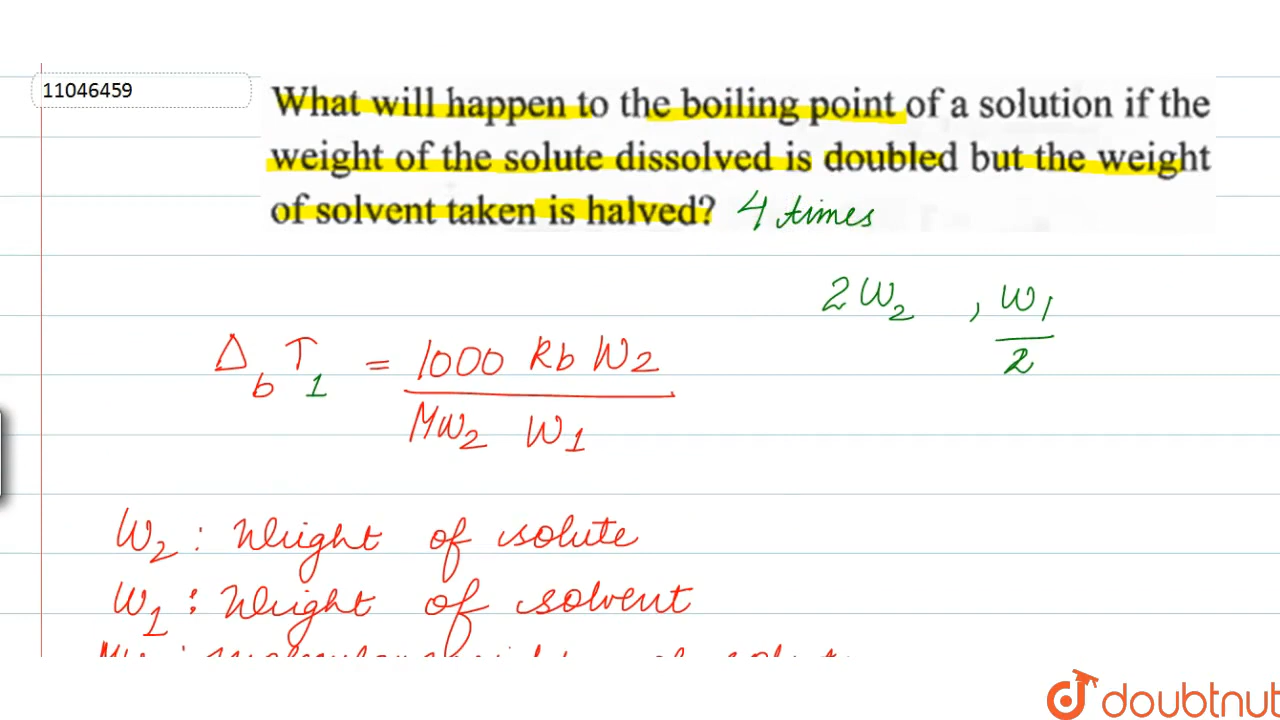 11046459
What will happen to the boiling point of a solution if the
weight of the solute dissolved is doubled but the weight
of solvent taken is halved? 4 times
2W₂ , W₁/2
Δ_b T₁ = 1000 Kb W₂ / MW₂ W₁
W₂ : Weight of solute
W₁ : Weight of solvent
doubtnut